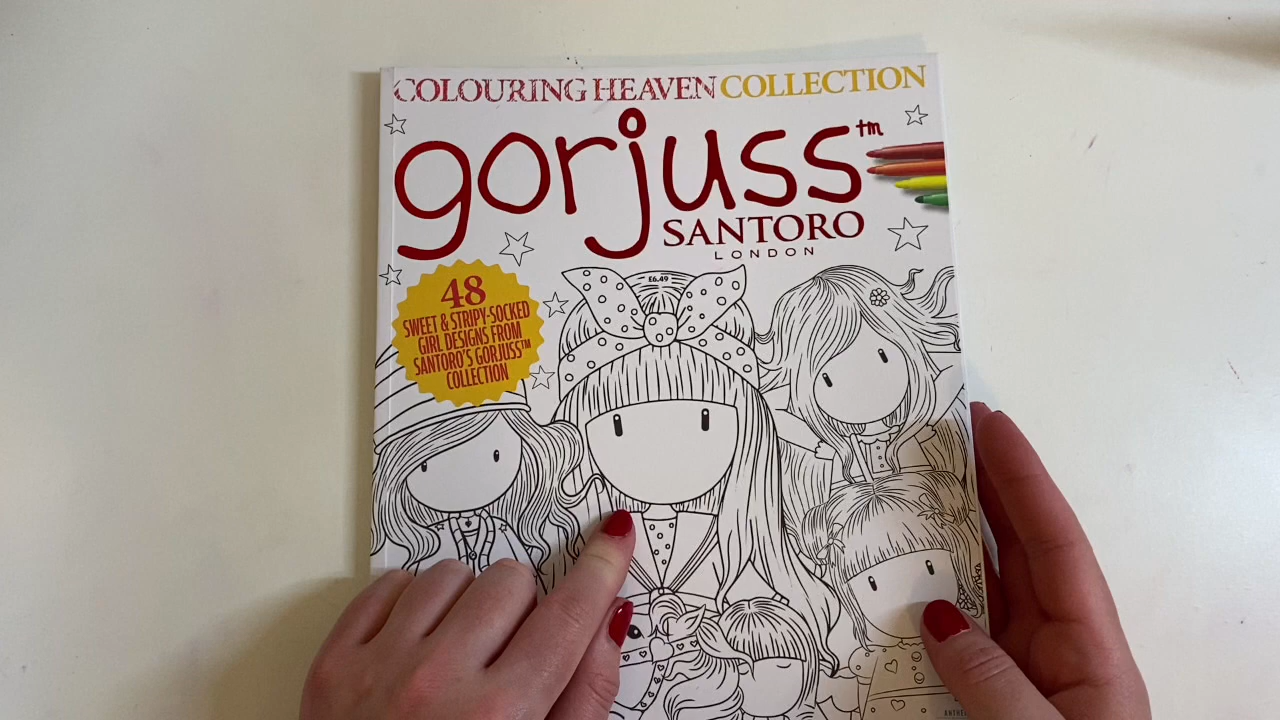 COLOURING HEAVEN COLLECTION
gorjuss™
SANTORO
LONDON
£6.49
48
SWEET & STRIPY-SOCKED
GIRL DESIGNS FROM
SANTORO'S GORJUSS™
COLLECTION